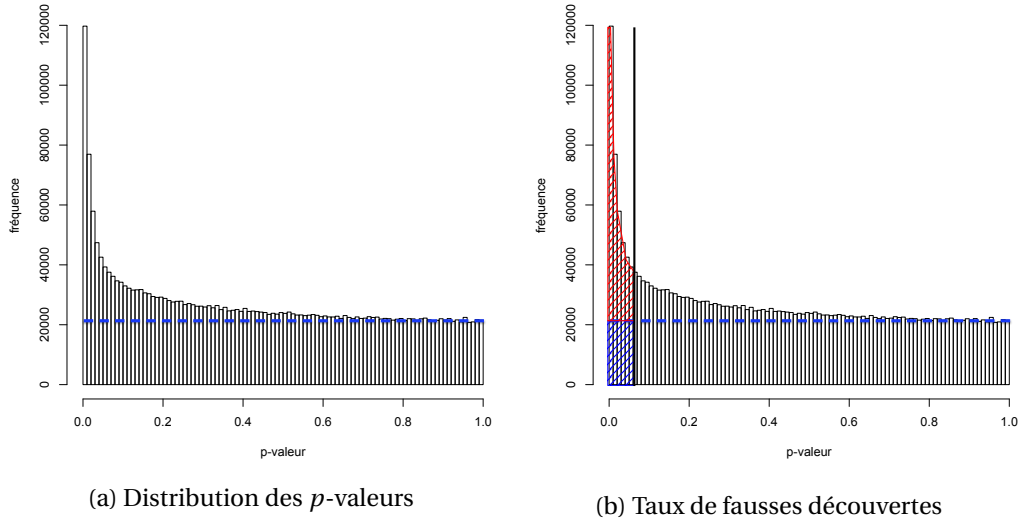 120000
100000
80000
60000
40000
20000
0
fréquence
0.0 0.2 0.4 0.6 0.8 1.0
p-valeur
(a) Distribution des p-valeurs
120000
100000
80000
60000
40000
20000
0
fréquence
0.0 0.2 0.4 0.6 0.8 1.0
p-valeur
(b) Taux de fausses découvertes